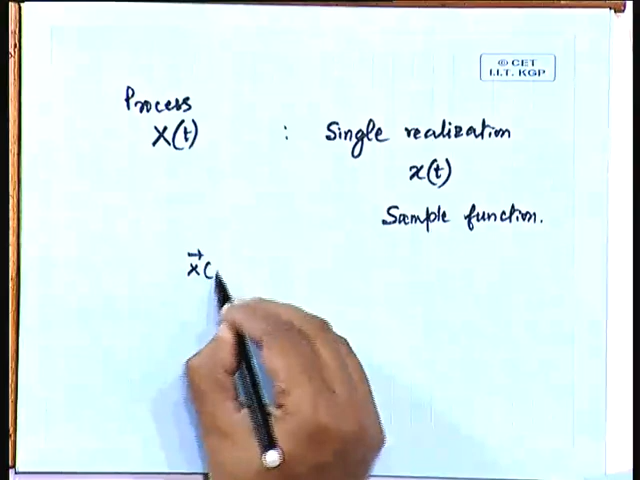 © CET
I.I.T. KGP
Process
X(t) : Single realization
x(t)
Sample function.
x⃗(